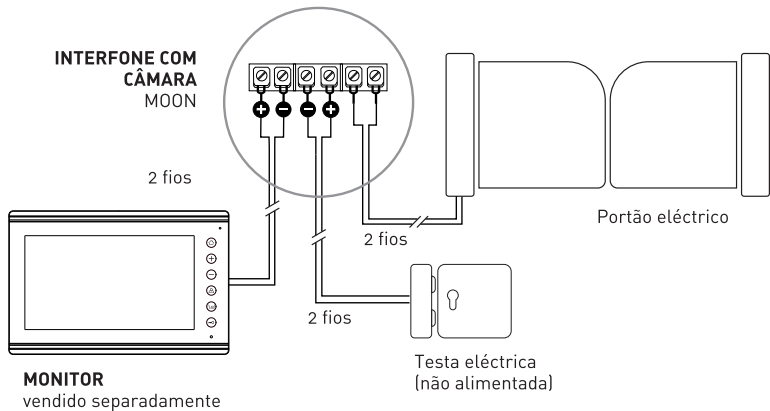 INTERFONE COM
CÂMARA
MOON
2 fios
Portão eléctrico
2 fios
2 fios
Testa eléctrica
(não alimentada)
MONITOR
vendido separadamente